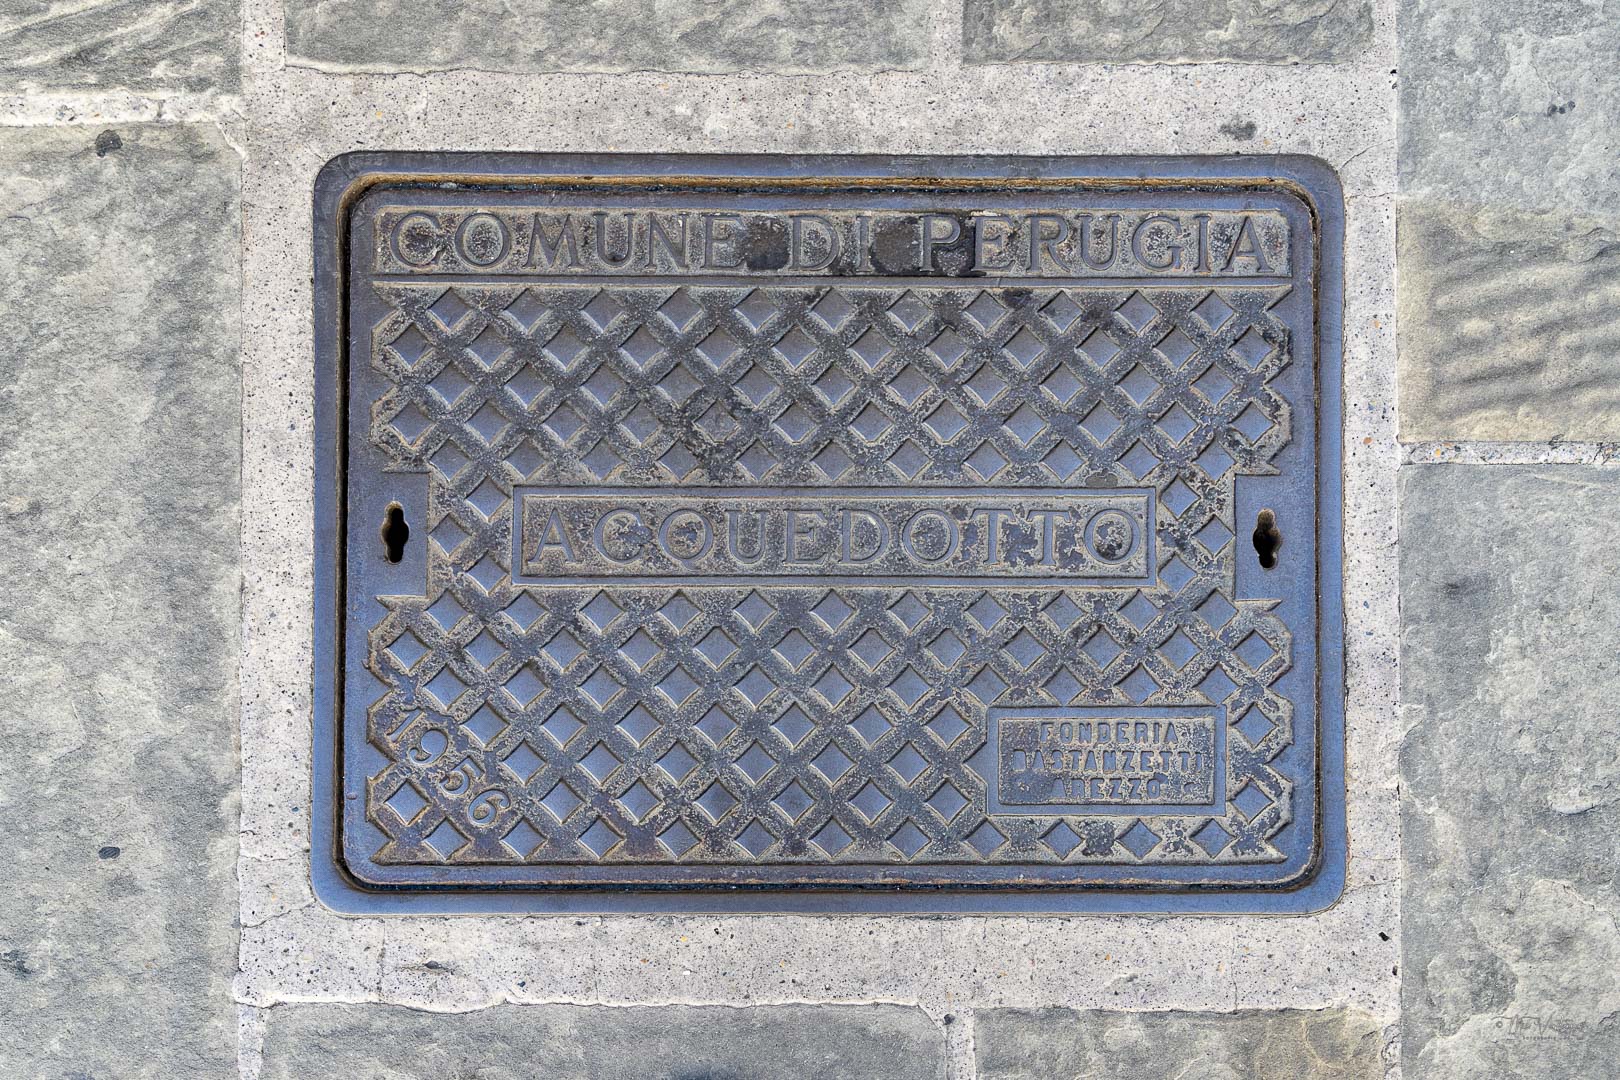 COMUNE DI PERUGIA
ACQUEDOTTO
1956
FONDERIA
BASTANZETTI
AREZZO